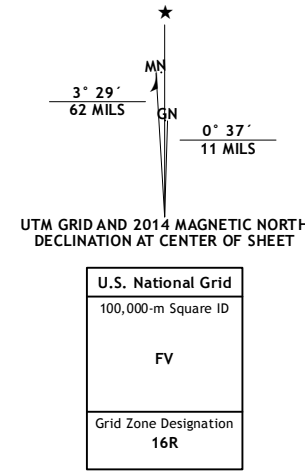 ★
MN
3° 29´
62 MILS
GN
0° 37´
11 MILS
UTM GRID AND 2014 MAGNETIC NORTH
DECLINATION AT CENTER OF SHEET
U.S. National Grid
100,000-m Square ID
FV
Grid Zone Designation
16R